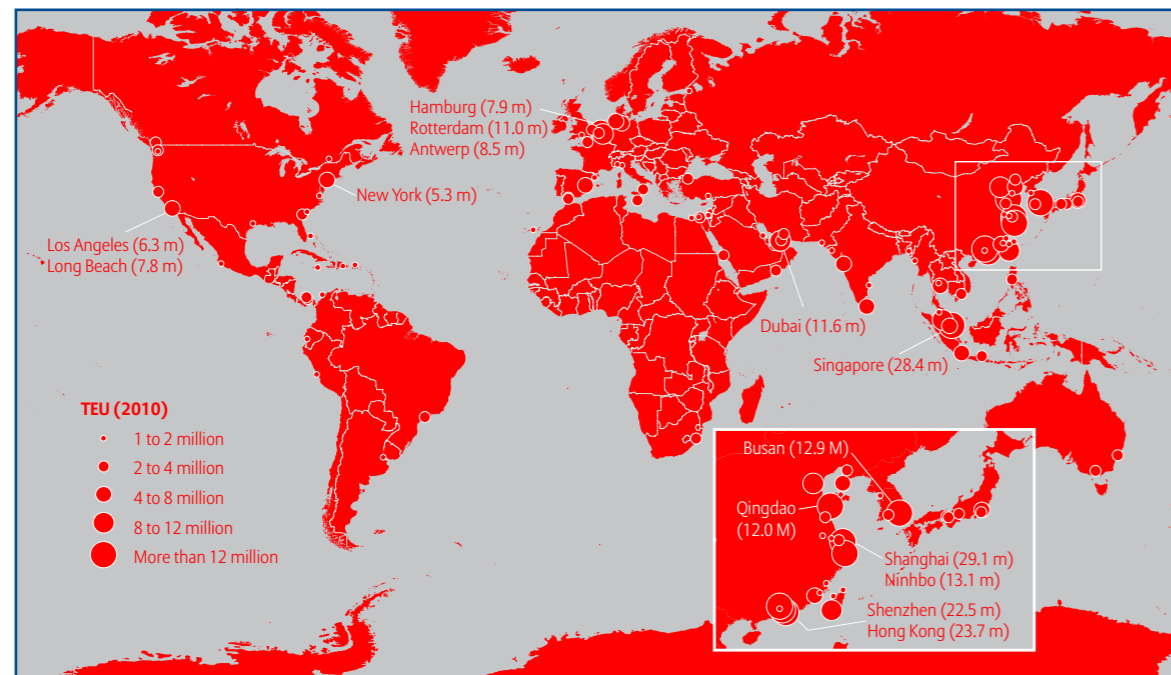 Hamburg (7.9 m)
Rotterdam (11.0 m)
Antwerp (8.5 m)
New York (5.3 m)
Los Angeles (6.3 m)
Long Beach (7.8 m)
Dubai (11.6 m)
Singapore (28.4 m)
TEU (2010)
1 to 2 million
2 to 4 million
4 to 8 million
8 to 12 million
More than 12 million
Busan (12.9 M)
Qingdao
(12.0 M)
Shanghai (29.1 m)
Ninhbo (13.1 m)
Shenzhen (22.5 m)
Hong Kong (23.7 m)